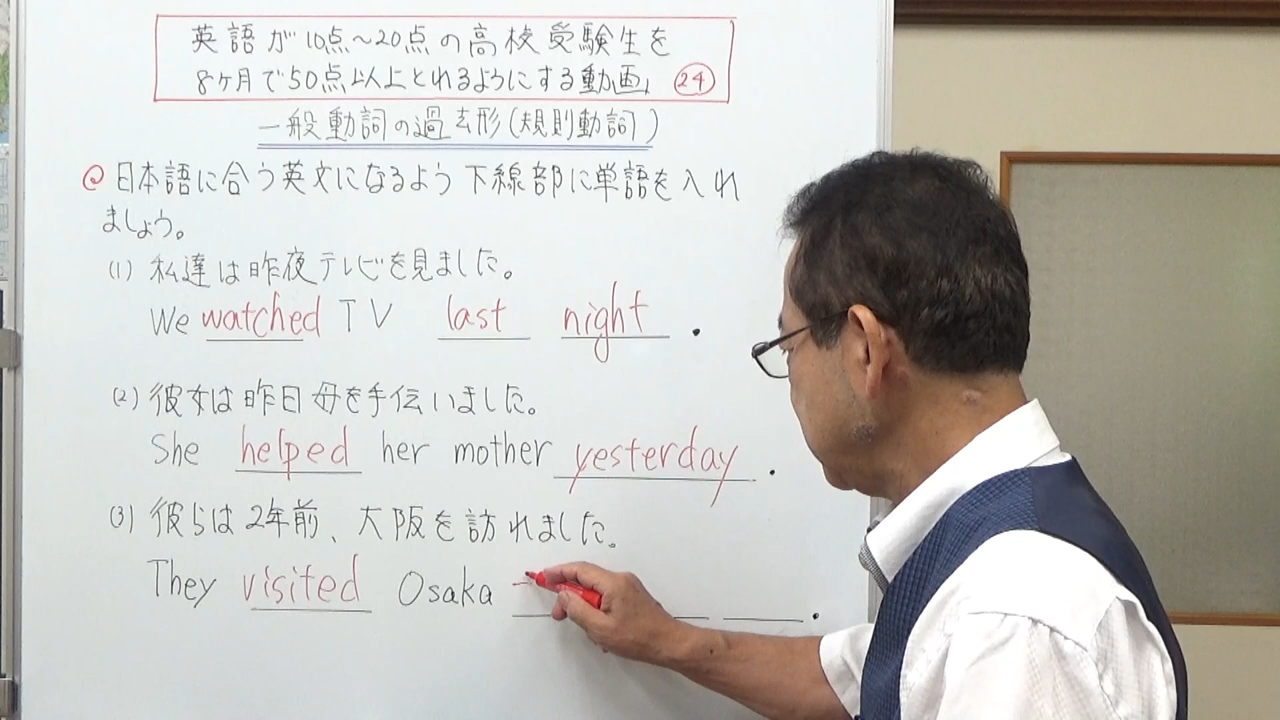 英語が10点〜20点の高校受験生を
8ヶ月で50点以上とれるようにする動画」 24
一般動詞の過去形(規則動詞)
◎日本語に合う英文になるよう下線部に単語を入れ
ましょう。
(1) 私達は昨夜テレビを見ました。
We watched TV last night.
(2) 彼女は昨日母を手伝いました。
She helped her mother yesterday.
(3) 彼らは2年前、大阪を訪れました。
They visited Osaka